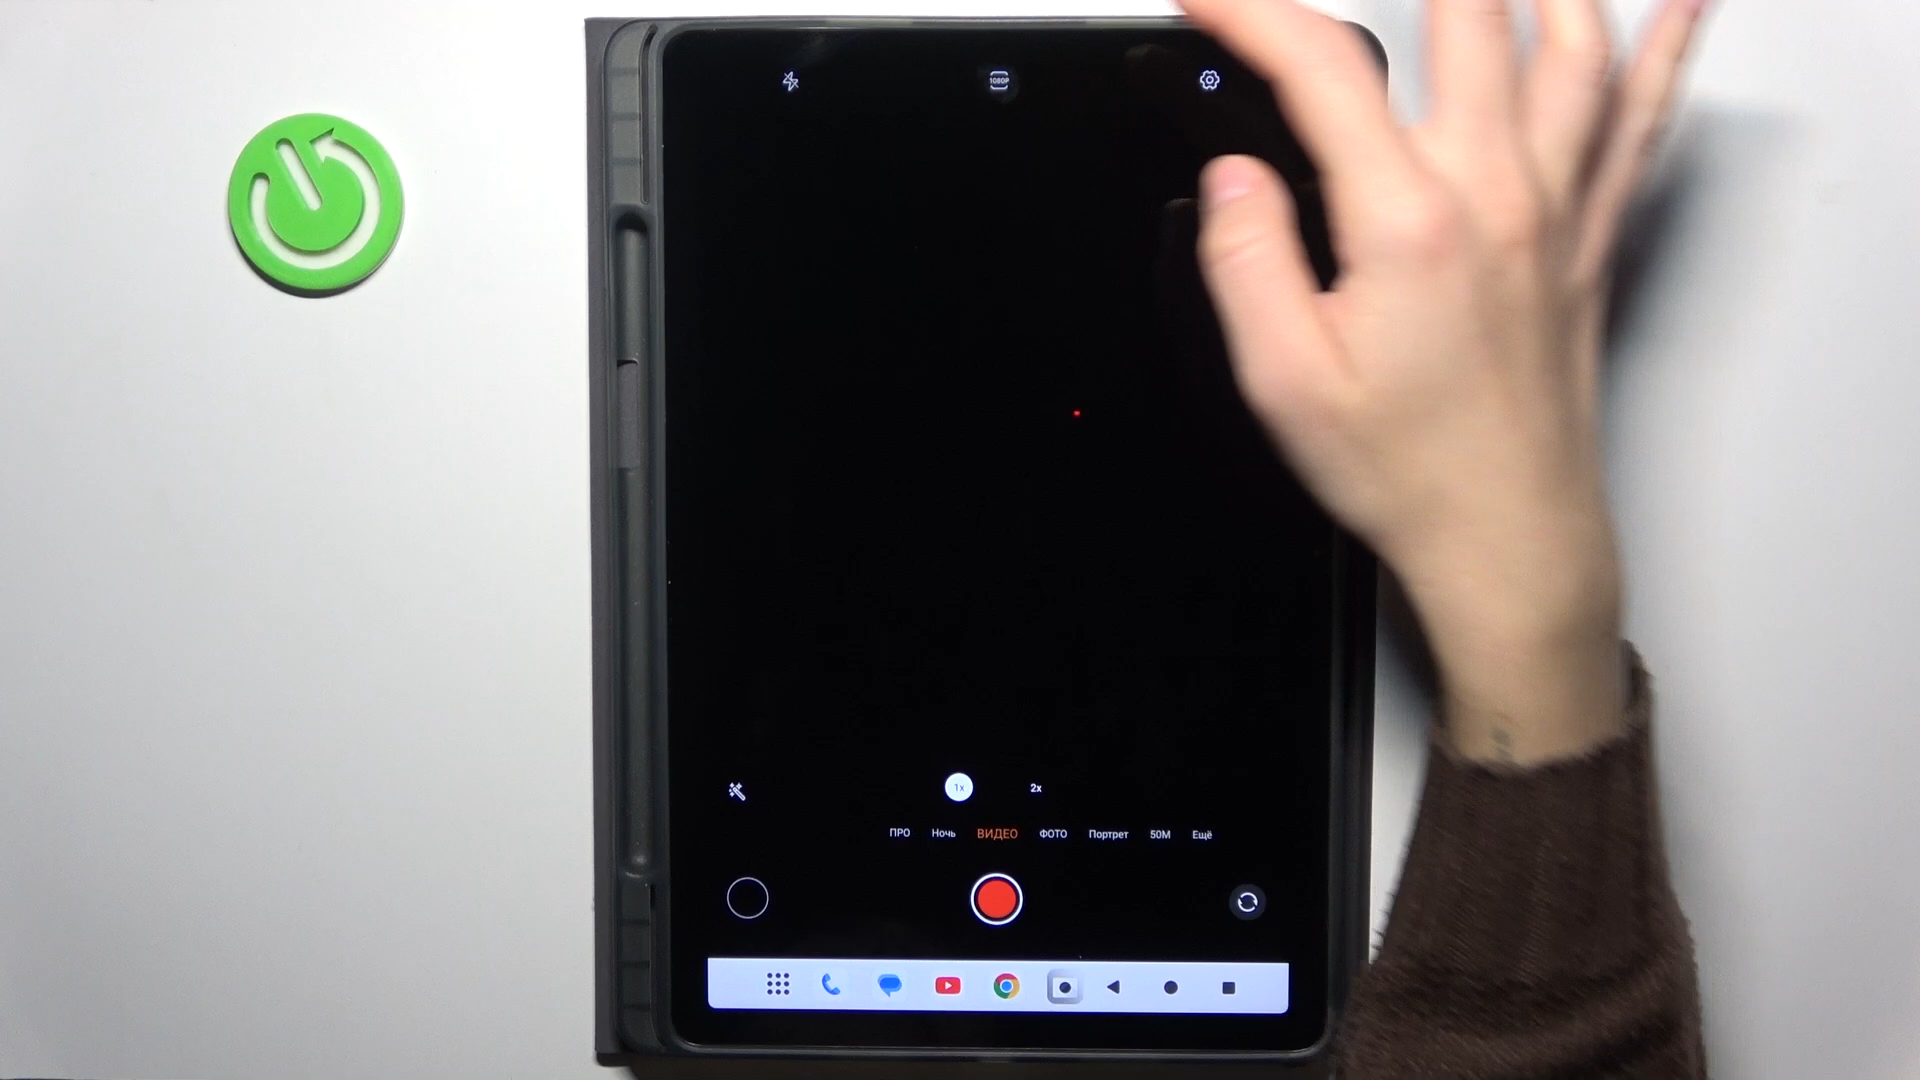 1080P
1x 2x
ПРО Ночь ВИДЕО ФОТО Портрет 50M Ещё